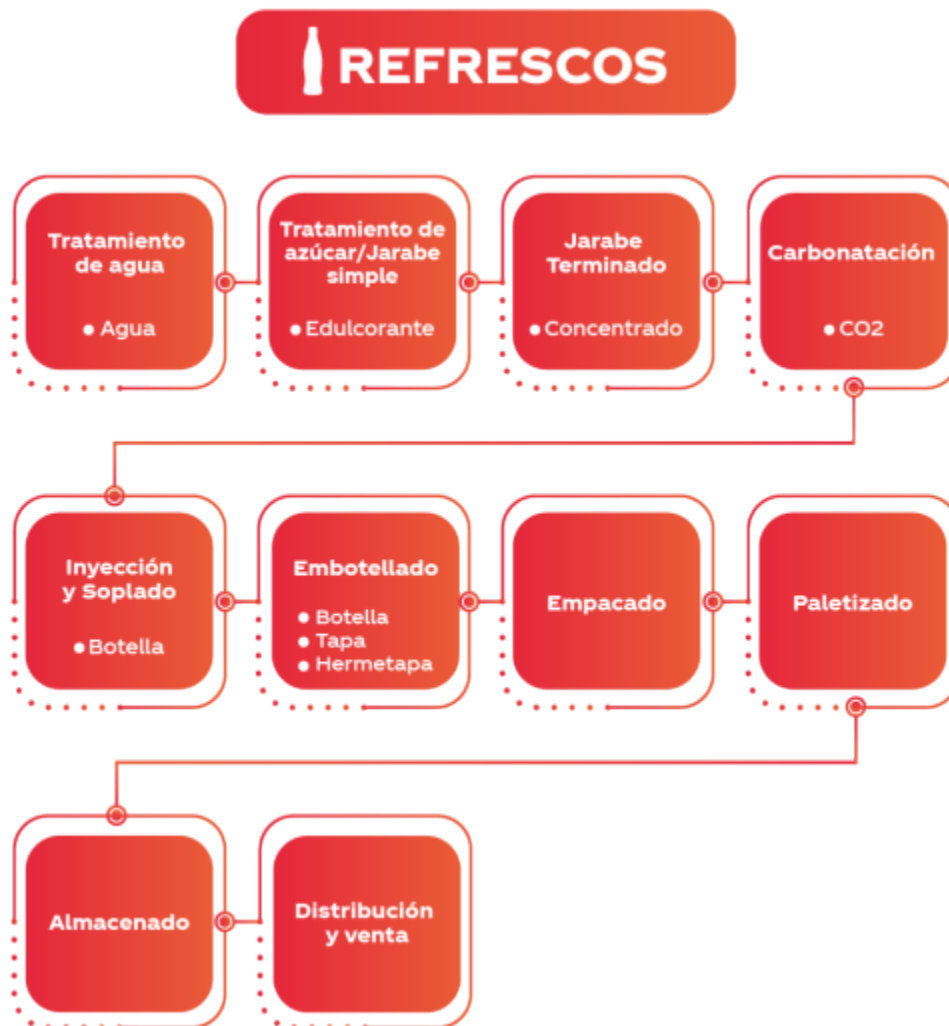 REFRESCOS
Tratamiento
de agua
• Agua
Tratamiento de
azúcar/Jarabe
simple
• Edulcorante
Jarabe
Terminado
• Concentrado
Carbonatación
• CO2
Inyección
y Soplado
• Botella
Embotellado
• Botella
• Tapa
• Hermetapa
Empacado
Paletizado
Almacenado
Distribución
y venta